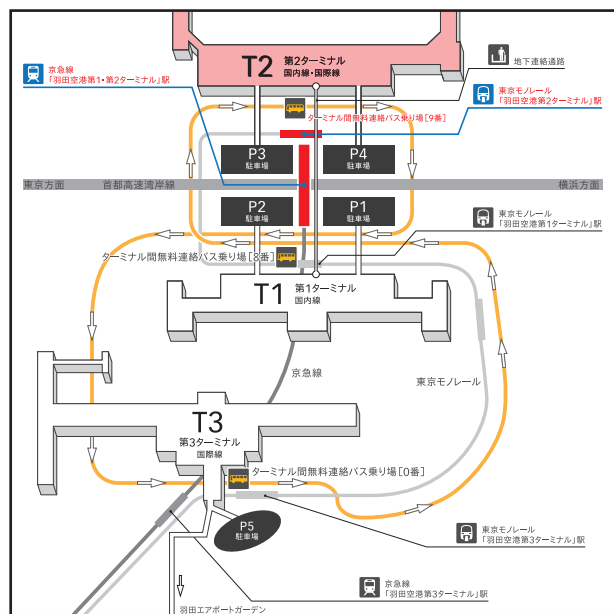 京急線
「羽田空港第1・第2ターミナル」駅
T2 第2ターミナル
国内線・国際線
地下連絡通路
東京モノレール
「羽田空港第2ターミナル」駅
ターミナル間無料連絡バス乗り場[9番]
P3
駐車場
P4
駐車場
東京方面
首都高速湾岸線
横浜方面
P2
駐車場
P1
駐車場
東京モノレール
「羽田空港第1ターミナル」駅
ターミナル間無料連絡バス乗り場[8番]
T1 第1ターミナル
国内線
京急線
東京モノレール
T3
第3ターミナル
国際線
ターミナル間無料連絡バス乗り場[0番]
P5
駐車場
東京モノレール
「羽田空港第3ターミナル」駅
京急線
「羽田空港第3ターミナル」駅
羽田エアポートガーデン